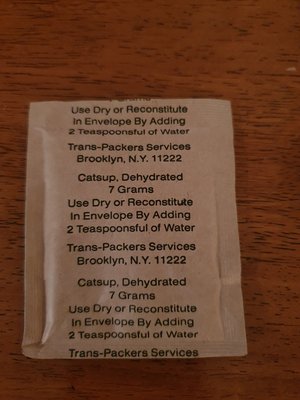 7 Grams
Use Dry or Reconstitute
In Envelope By Adding
2 Teaspoonsful of Water
Trans-Packers Services
Brooklyn, N.Y. 11222
Catsup, Dehydrated
7 Grams
Use Dry or Reconstitute
In Envelope By Adding
2 Teaspoonsful of Water
Trans-Packers Services
Brooklyn, N.Y. 11222
Catsup, Dehydrated
7 Grams
Use Dry or Reconstitute
In Envelope By Adding
2 Teaspoonsful of Water
Trans-Packers Services